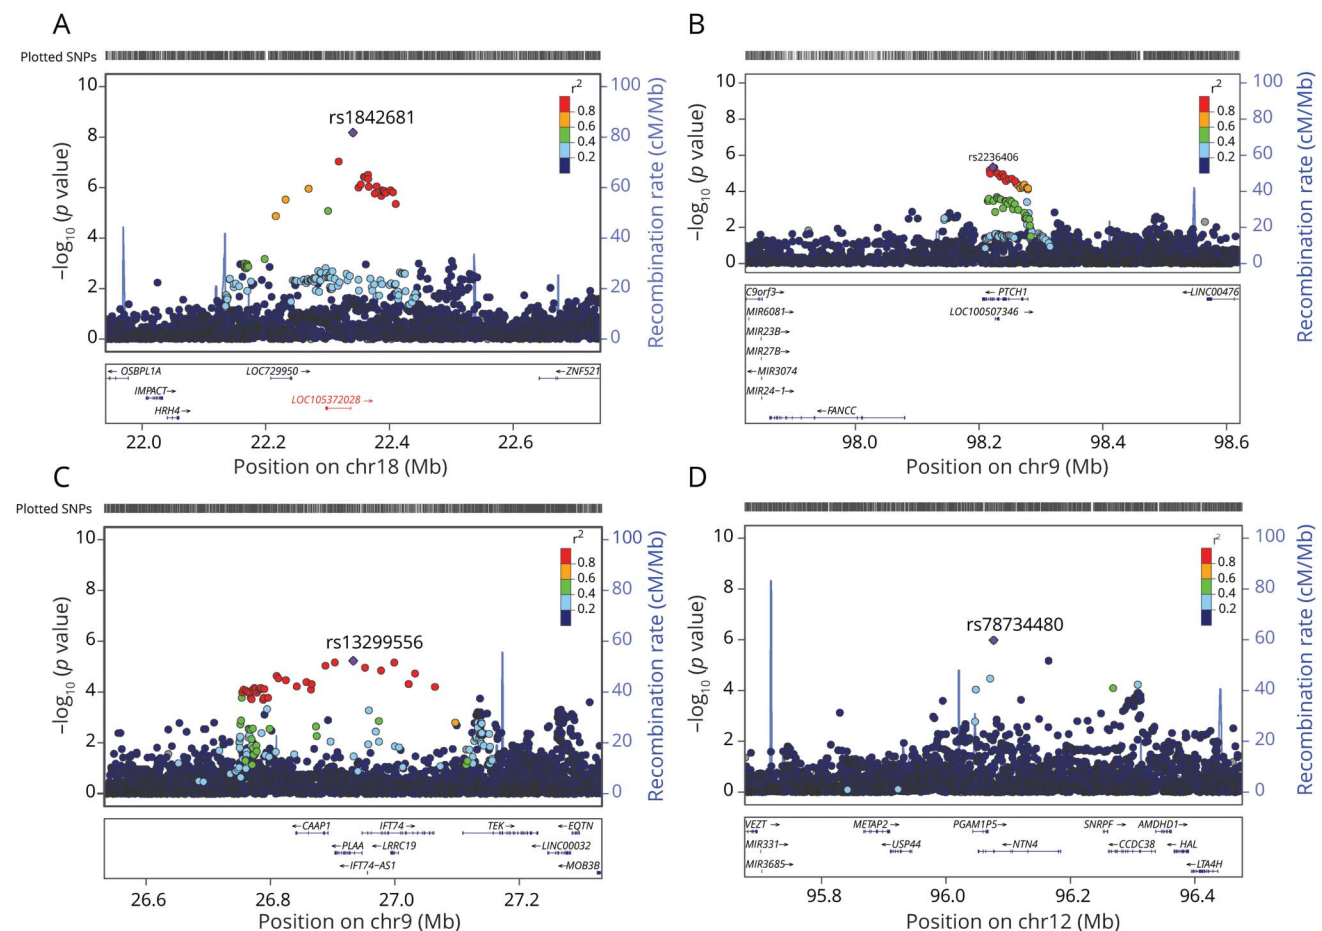 A
Plotted SNPs
10
8
6
4
2
0
−log10 (p value)
rs1842681
r2
0.8
0.6
0.4
0.2
100
80
60
40
20
0
Recombination rate (cM/Mb)
← OSBPL1A
LOC729950 →
←ZNF521
IMPACT→
LOC105372028 →
HRH4 →
22.0
22.2
22.4
22.6
Position on chr18 (Mb)
B
10
8
6
4
2
0
−log10 (p value)
rs2236406
r2
0.8
0.6
0.4
0.2
100
80
60
40
20
0
Recombination rate (cM/Mb)
C9orf3→
← PTCH1
←LINC00476
MIR6081→
LOC100507346 →
MIR23B→
MIR27B→
←MIR3074
MIR24−1→
←FANCC
98.0
98.2
98.4
98.6
Position on chr9 (Mb)
C
Plotted SNPs
10
8
6
4
2
0
−log10 (p value)
rs13299556
r2
0.8
0.6
0.4
0.2
100
80
60
40
20
0
Recombination rate (cM/Mb)
←CAAP1
IFT74 →
TEK →
←EQTN
←PLAA
←LRRC19
←LINC00032
←IFT74−AS1
←MOB3B
26.6
26.8
27.0
27.2
Position on chr9 (Mb)
D
10
8
6
4
2
0
−log10 (p value)
rs78734480
r2
0.8
0.6
0.4
0.2
100
80
60
40
20
0
Recombination rate (cM/Mb)
VEZT →
METAP2 →
PGAM1P5→
SNRPF →
AMDHD1→
MIR331→
←USP44
←NTN4
←CCDC38
←HAL
MIR3685→
←LTA4H
95.8
96.0
96.2
96.4
Position on chr12 (Mb)